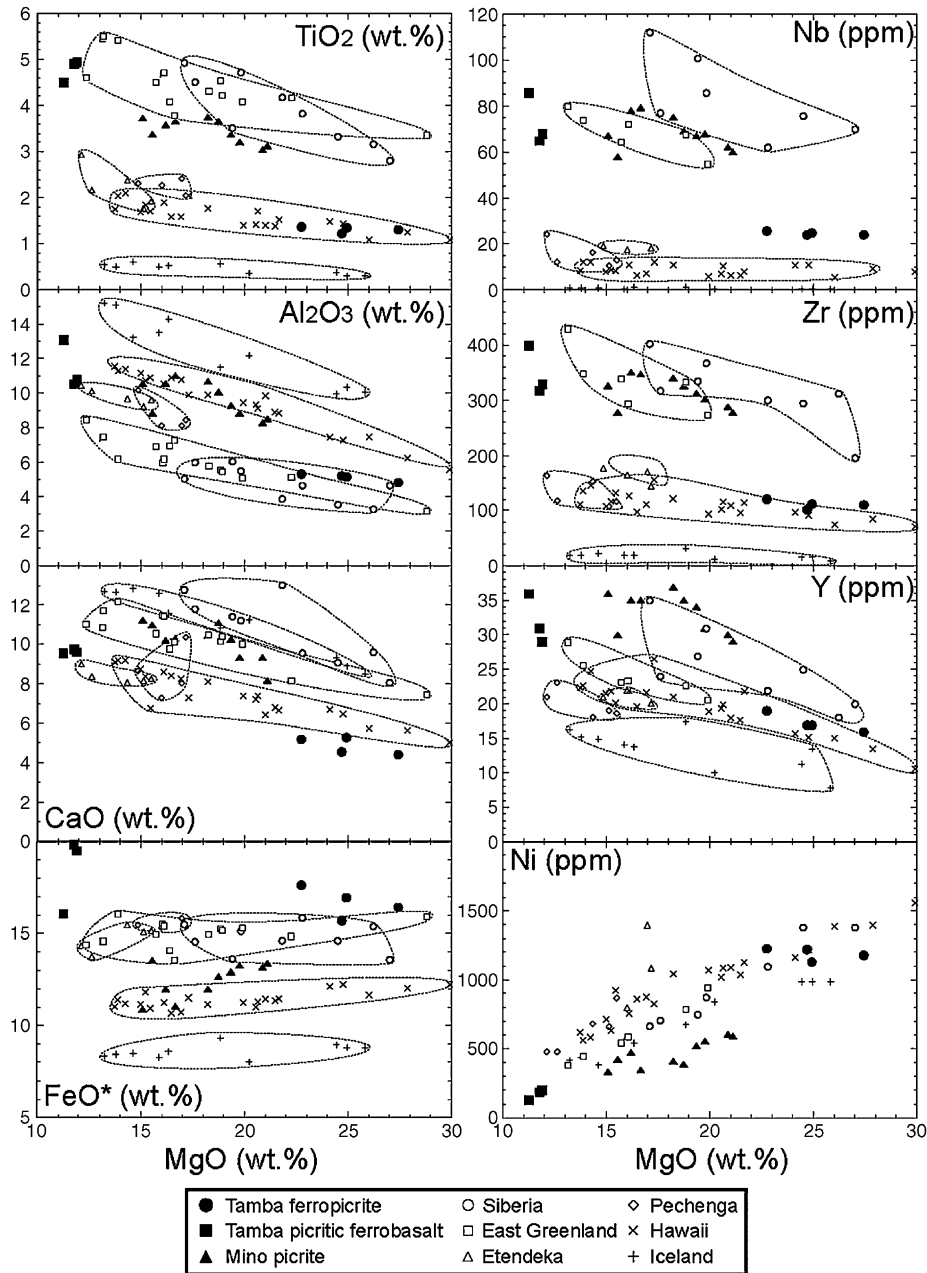 6
5
4
3
2
1
0
TiO2 (wt.%)
120
100
80
60
40
20
0
Nb (ppm)
14
12
10
8
6
4
2
0
Al2O3 (wt.%)
400
300
200
100
0
Zr (ppm)
12
10
8
6
4
2
0
CaO (wt.%)
35
30
25
20
15
10
5
0
Y (ppm)
15
10
5
FeO* (wt.%)
1500
1000
500
0
Ni (ppm)
10 15 20 25 30
MgO (wt.%)
10 15 20 25 30
MgO (wt.%)
Tamba ferropicrite
Siberia
Pechenga
Tamba picritic ferrobasalt
East Greenland
Hawaii
Mino picrite
Etendeka
Iceland